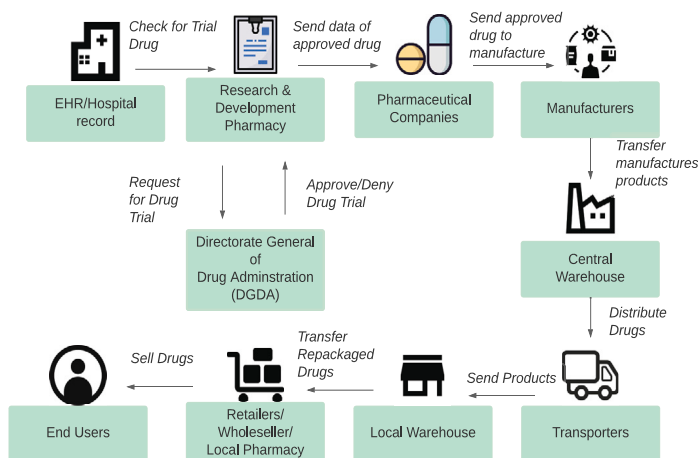 Check for Trial
Drug
Send data of
approved drug
Send approved
drug to
manufacture
EHR/Hospital
record
Research &
Development
Pharmacy
Pharmaceutical
Companies
Manufacturers
Request
for Drug
Trial
Approve/Deny
Drug Trial
Transfer
manufactures
products
Directorate General
of
Drug Adminstration
(DGDA)
Central
Warehouse
Distribute
Drugs
Sell Drugs
Transfer
Repackaged
Drugs
Send Products
End Users
Retailers/
Wholeseller/
Local Pharmacy
Local Warehouse
Transporters